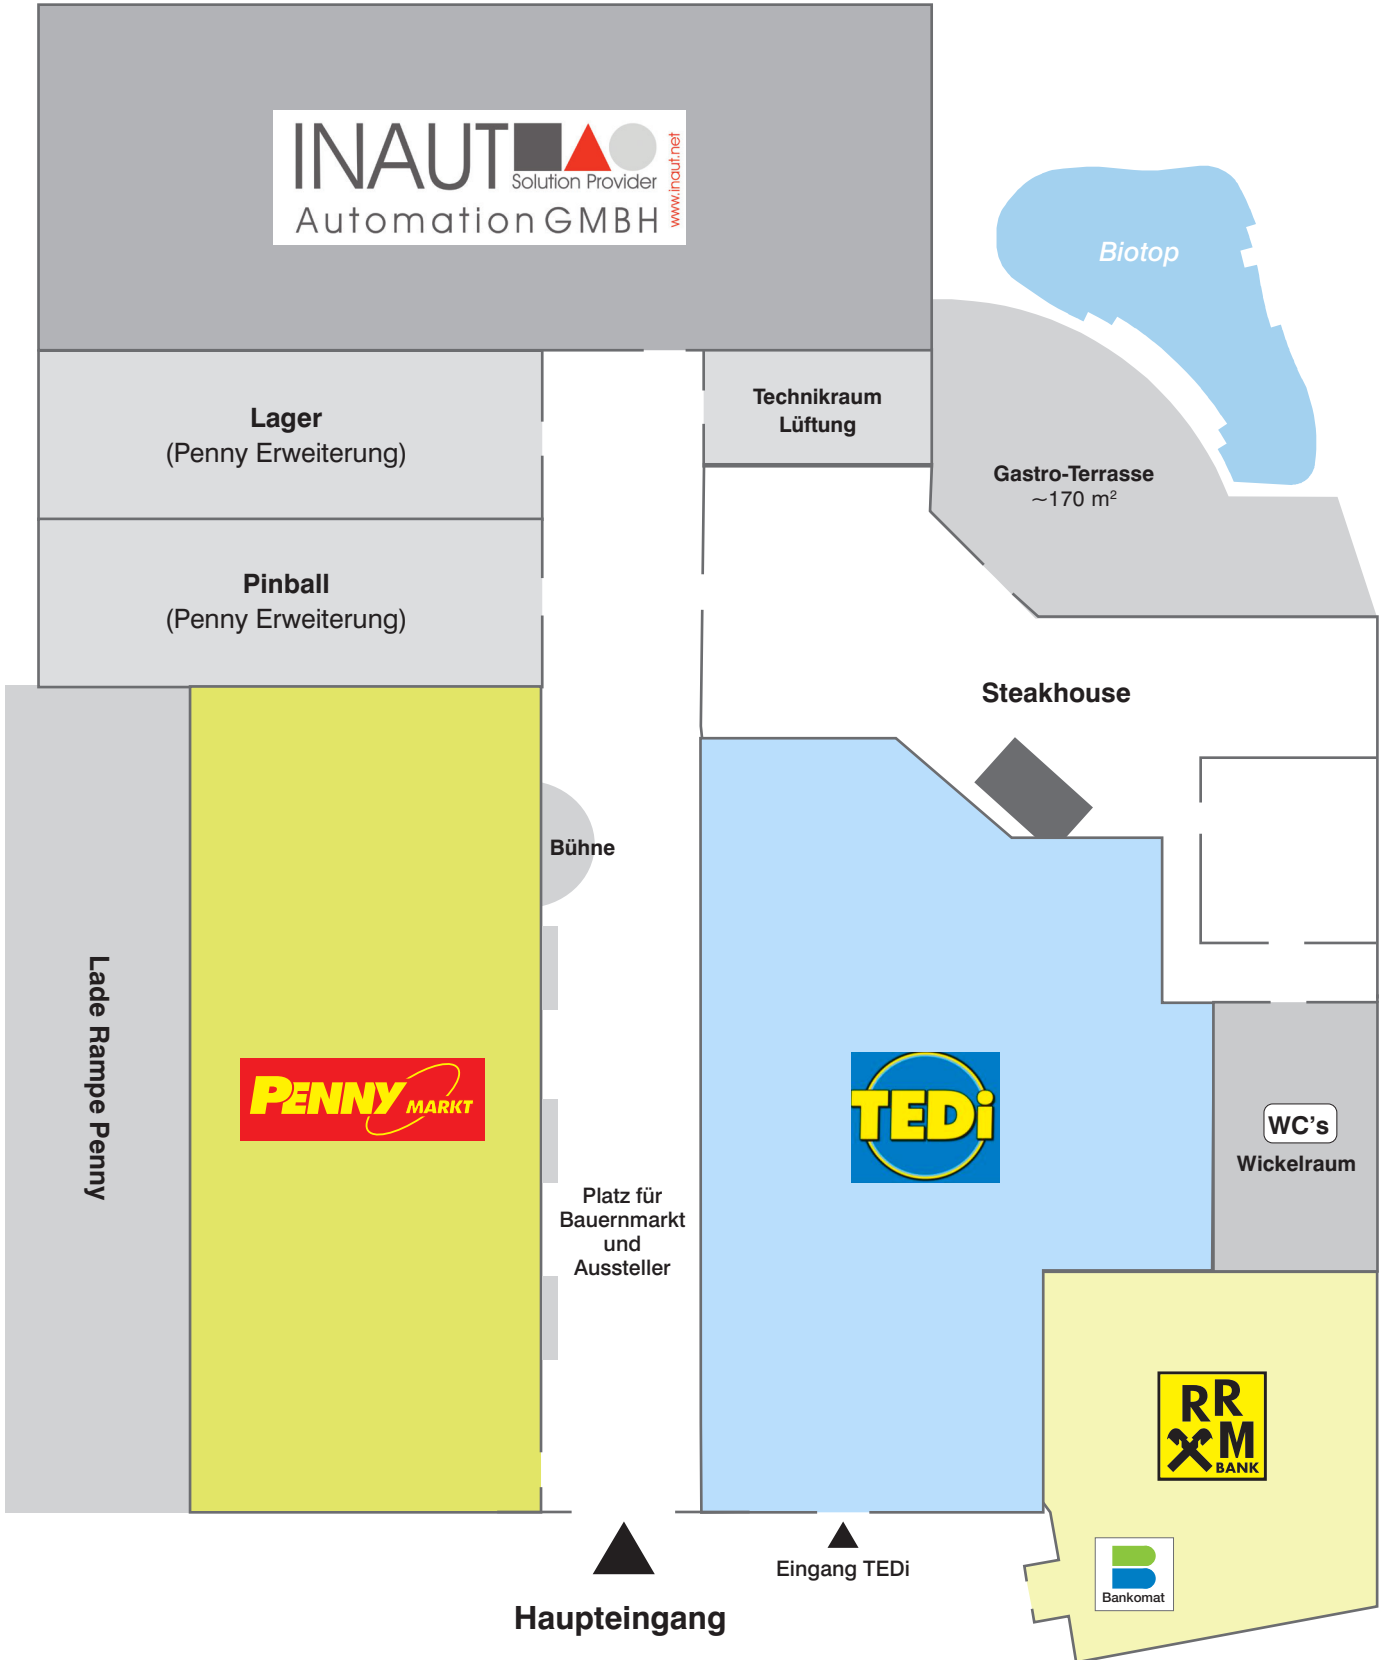 INAUT
Solution Provider
Automation GMBH
www.inaut.net
Biotop
Lager
(Penny Erweiterung)
Technikraum
Lüftung
Gastro-Terrasse
~170 m²
Pinball
(Penny Erweiterung)
Steakhouse
Bühne
Lade Rampe Penny
PENNY MARKT
TEDi
WC's
Wickelraum
Platz für
Bauernmarkt
und
Aussteller
RR
M
BANK
Eingang TEDi
Bankomat
Haupteingang